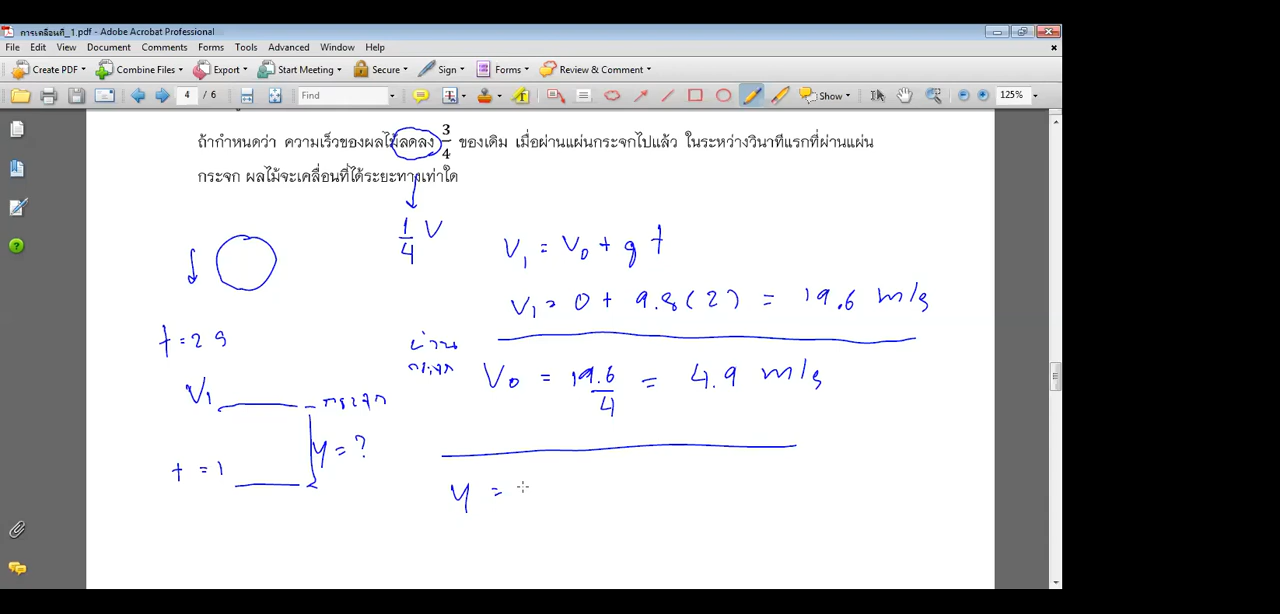 การเคลื่อนที่_1.pdf - Adobe Acrobat Professional
File Edit View Document Comments Forms Tools Advanced Window Help
Create PDF Combine Files Export Start Meeting Secure Sign Forms Review & Comment
4 / 6 Find Show 125%
ถ้ากำหนดว่า ความเร็วของผลไม้ลดลง 3/4 ของเดิม เมื่อผ่านแผ่นกระจกไปแล้ว ในระหว่างวินาทีแรกที่ผ่านแผ่น
กระจก ผลไม้จะเคลื่อนที่ได้ระยะทางเท่าใด
1/4 V
V₁ = V₀ + g t
V₁ = 0 + 9.8(2) = 19.6 m/s
t = 2 s
ผ่าน
กระจก
V₀ = 19.6/4 = 4.9 m/s
V₁
กระจก
y = ?
t = 1
y =